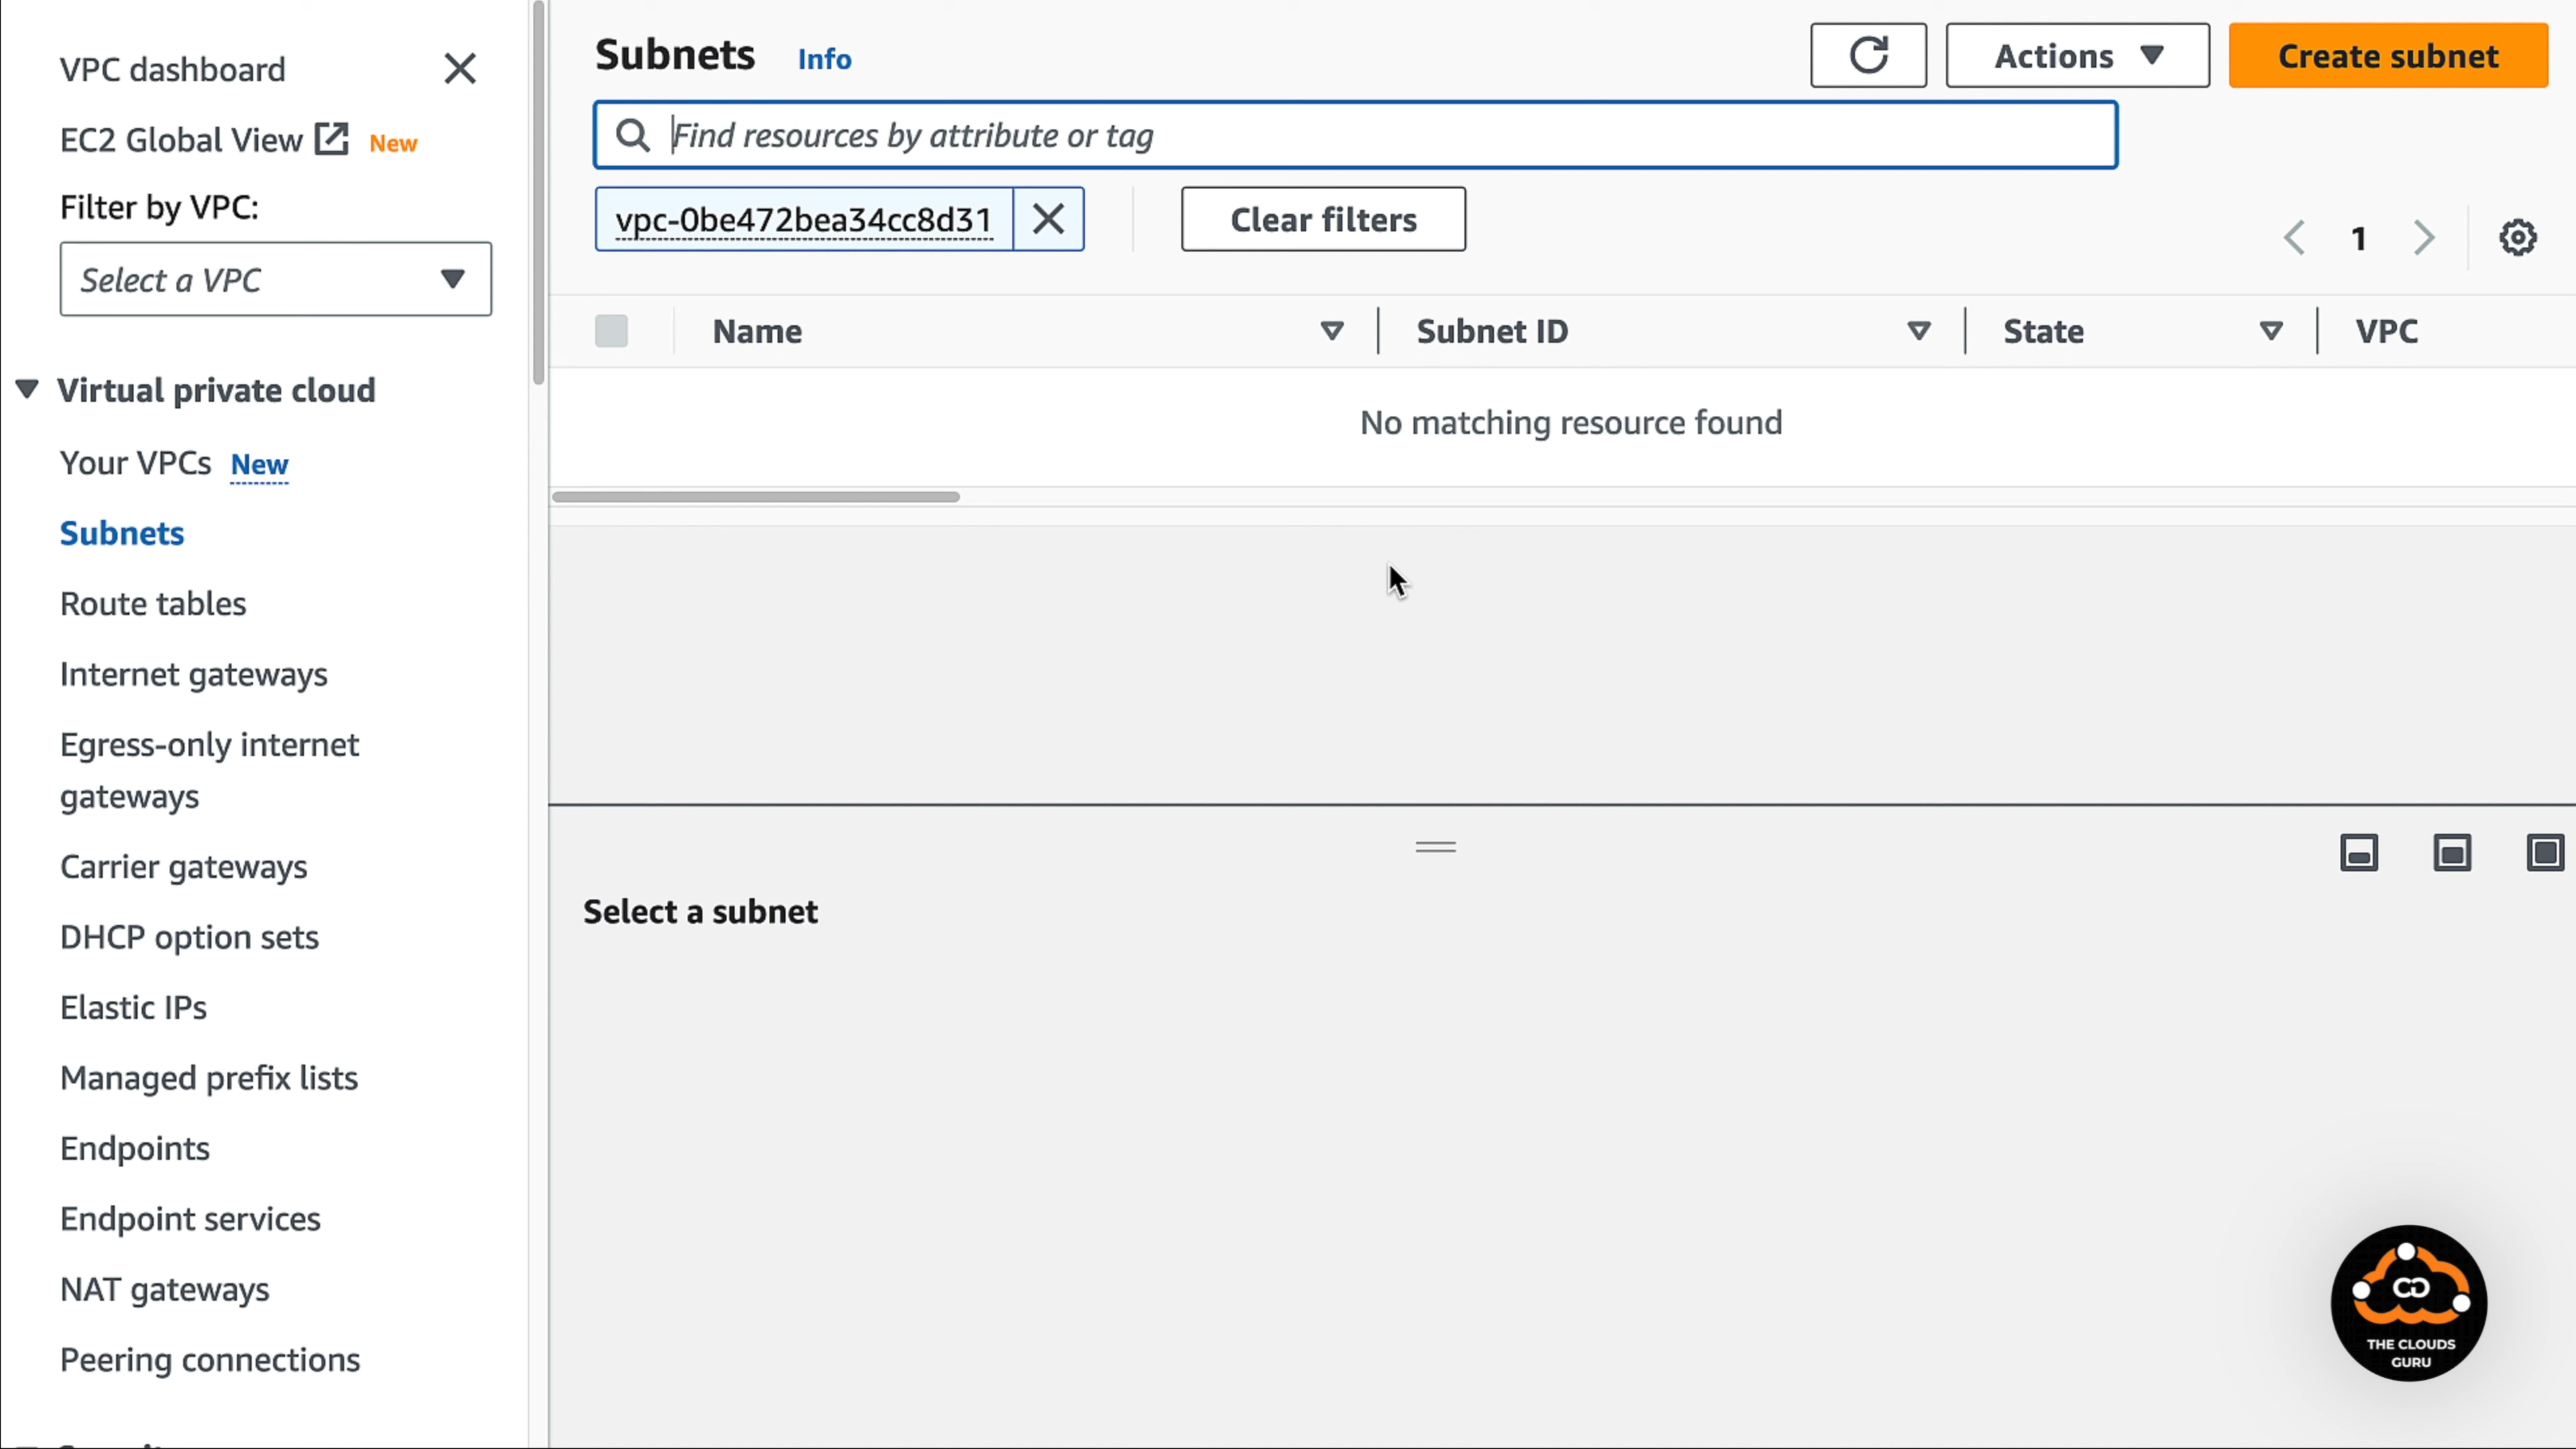 VPC dashboard
EC2 Global View New
Filter by VPC:
Select a VPC
Virtual private cloud
Your VPCs New
Subnets
Route tables
Internet gateways
Egress-only internet
gateways
Carrier gateways
DHCP option sets
Elastic IPs
Managed prefix lists
Endpoints
Endpoint services
NAT gateways
Peering connections
Subnets Info
Actions
Create subnet
Find resources by attribute or tag
vpc-0be472bea34cc8d31
Clear filters
1
Name Subnet ID State VPC
No matching resource found
Select a subnet
THE CLOUDS
GURU